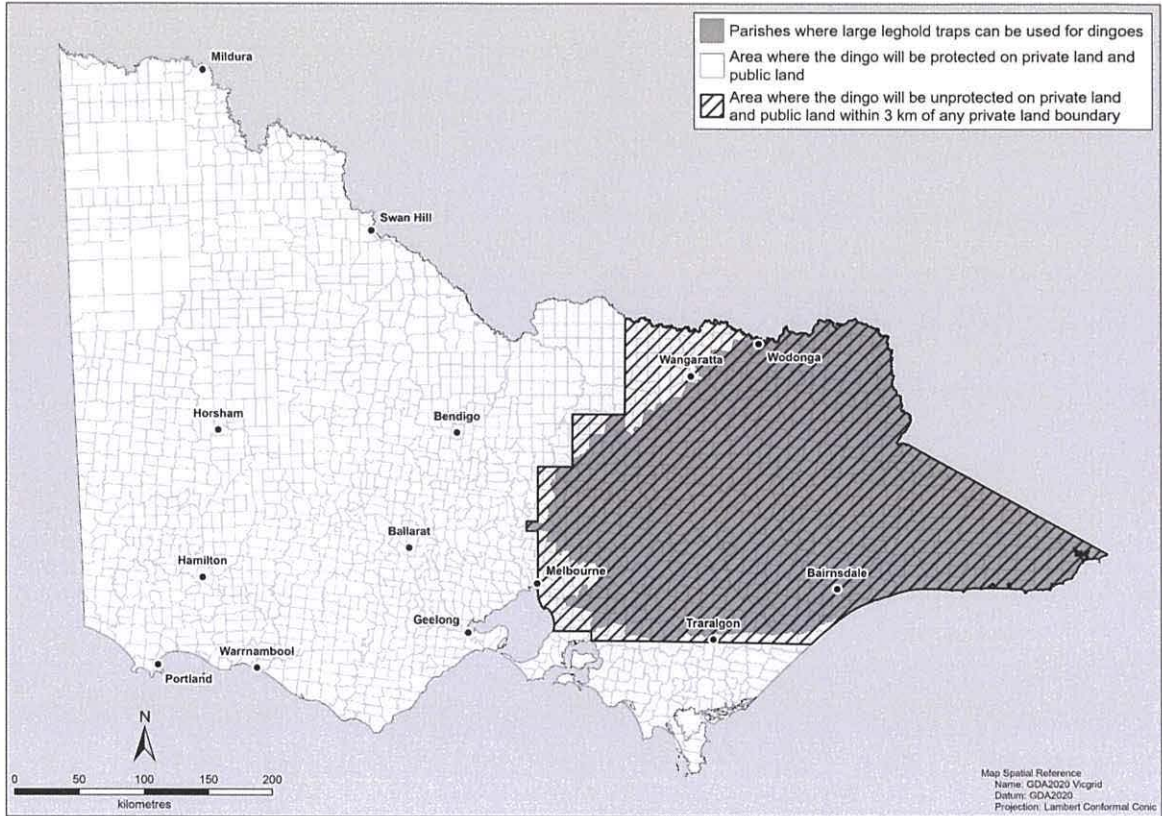 Parishes where large leghold traps can be used for dingoes
Area where the dingo will be protected on private land and
public land
Area where the dingo will be unprotected on private land
and public land within 3 km of any private land boundary
Mildura
Swan Hill
Wangaratta
Wodonga
Horsham
Bendigo
Ballarat
Hamilton
Melbourne
Bairnsdale
Geelong
Traralgon
Warrnambool
Portland
N
0 50 100 150 200
kilometres
Map Spatial Reference
Name: GDA2020 Vicgrid
Datum: GDA2020
Projection: Lambert Conformal Conic